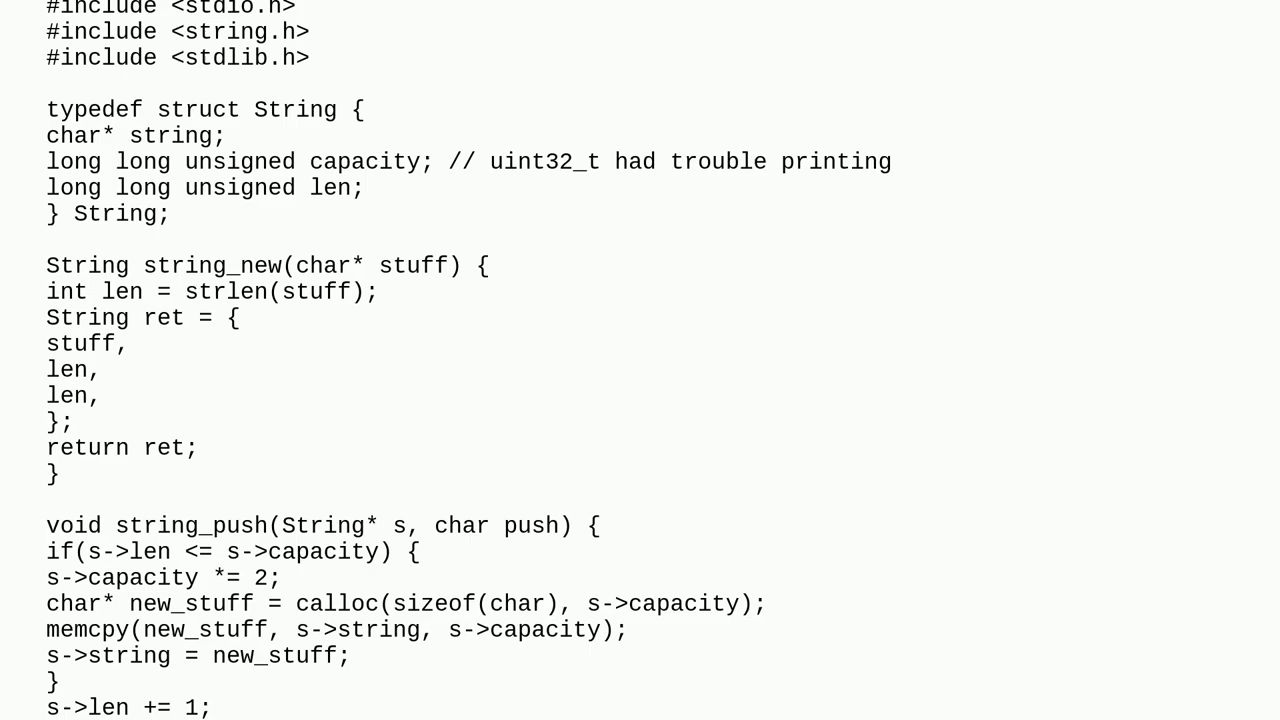 #include <stdio.h>
#include <string.h>
#include <stdlib.h>
typedef struct String {
char* string;
long long unsigned capacity; // uint32_t had trouble printing
long long unsigned len;
} String;
String string_new(char* stuff) {
int len = strlen(stuff);
String ret = {
stuff,
len,
len,
};
return ret;
}
void string_push(String* s, char push) {
if(s->len <= s->capacity) {
s->capacity *= 2;
char* new_stuff = calloc(sizeof(char), s->capacity);
memcpy(new_stuff, s->string, s->capacity);
s->string = new_stuff;
}
s->len += 1;